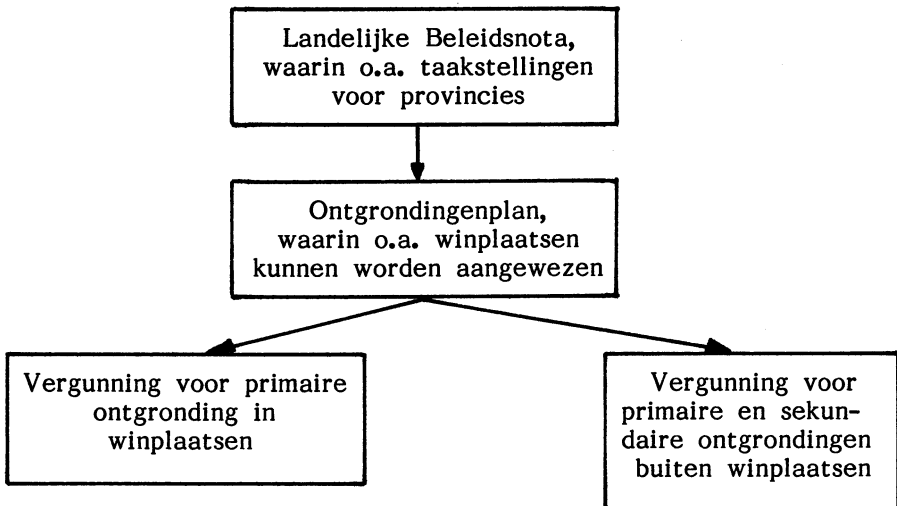 Landelijke Beleidsnota,
waarin o.a. taakstellingen
voor provincies
Ontgrondingenplan,
waarin o.a. winplaatsen
kunnen worden aangewezen
Vergunning voor primaire
ontgronding in
winplaatsen
Vergunning voor
primaire en sekun-
daire ontgrondingen
buiten winplaatsen